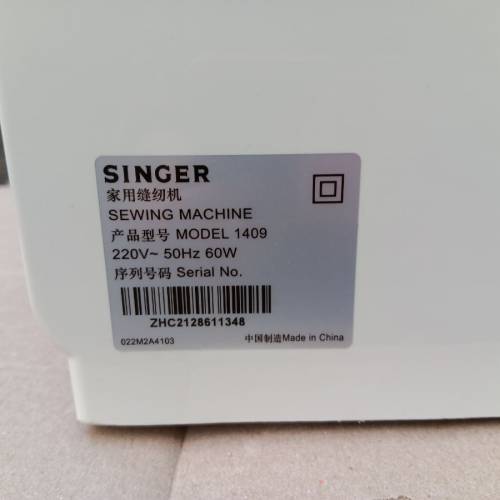 SINGER
家用缝纫机
SEWING MACHINE
产品型号 MODEL 1409
220V~ 50Hz 60W
序列号码 Serial No.
ZHC2128611348
022M2A4103
中国制造Made in China